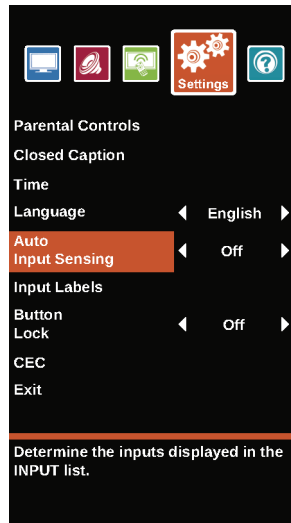 Settings
Parental Controls
Closed Caption
Time
Language English
Auto
Input Sensing Off
Input Labels
Button
Lock Off
CEC
Exit
Determine the inputs displayed in the
INPUT list.